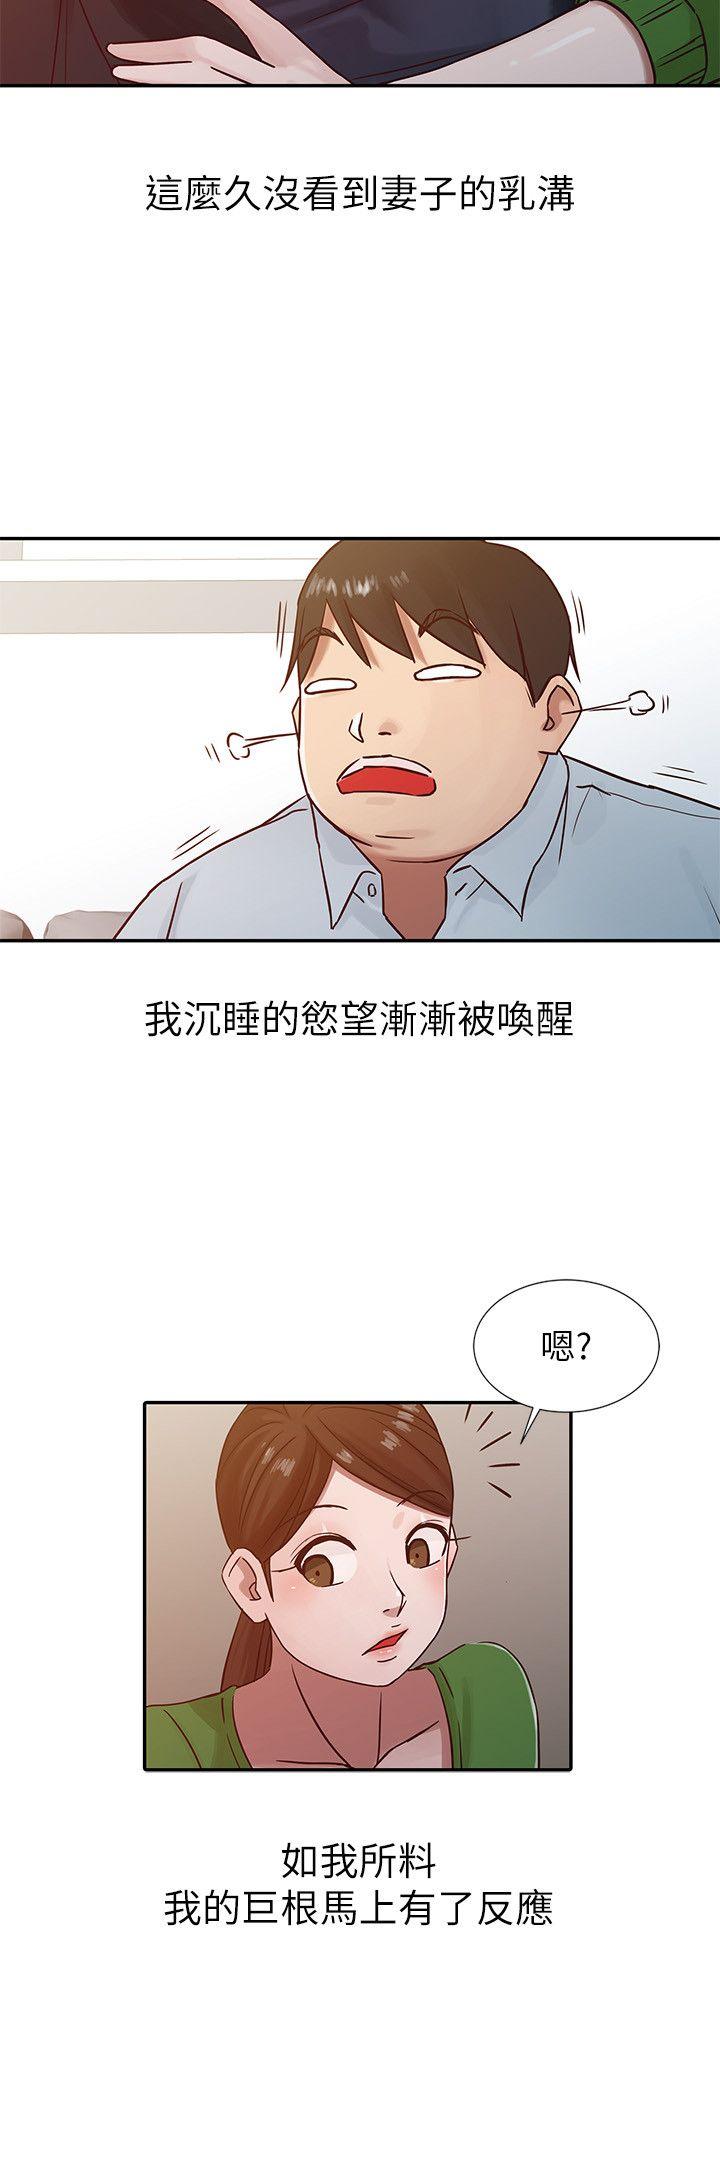 這麼久沒看到妻子的乳溝
我沉睡的慾望漸漸被喚醒
嗯?
如我所料
我的巨根馬上有了反應